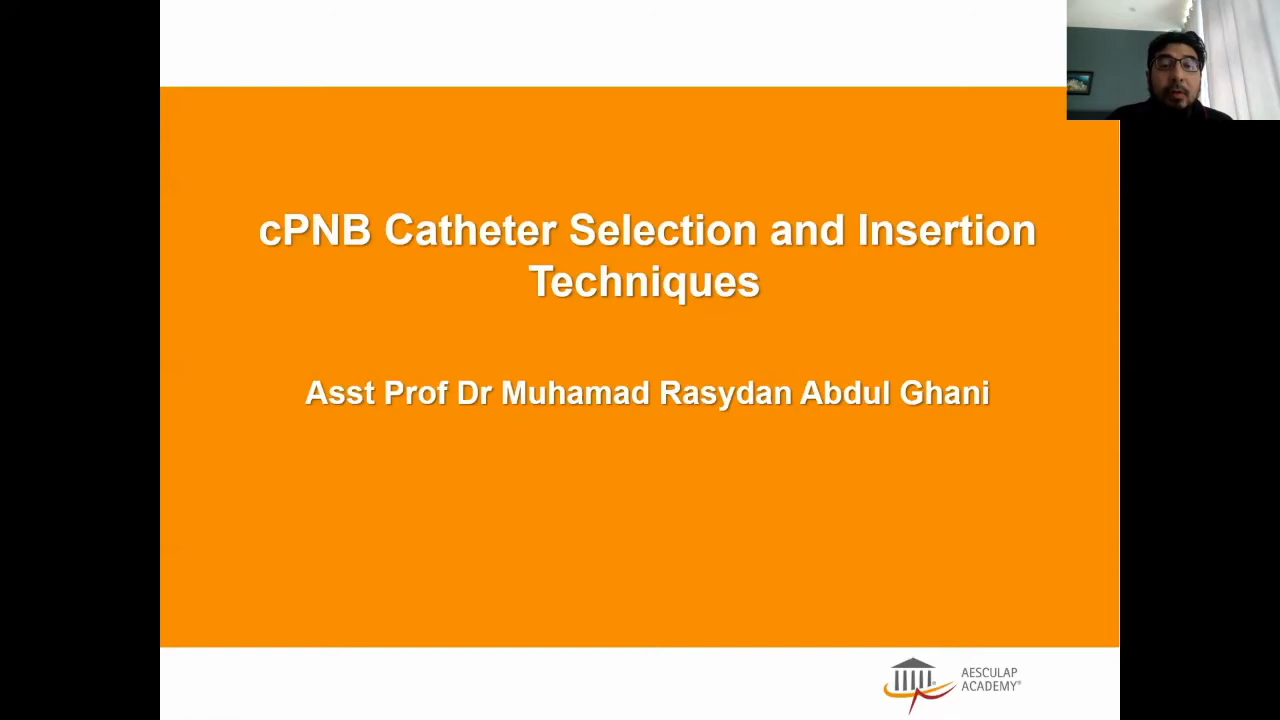 cPNB Catheter Selection and Insertion
Techniques
Asst Prof Dr Muhamad Rasydan Abdul Ghani
AESCULAP
ACADEMY®